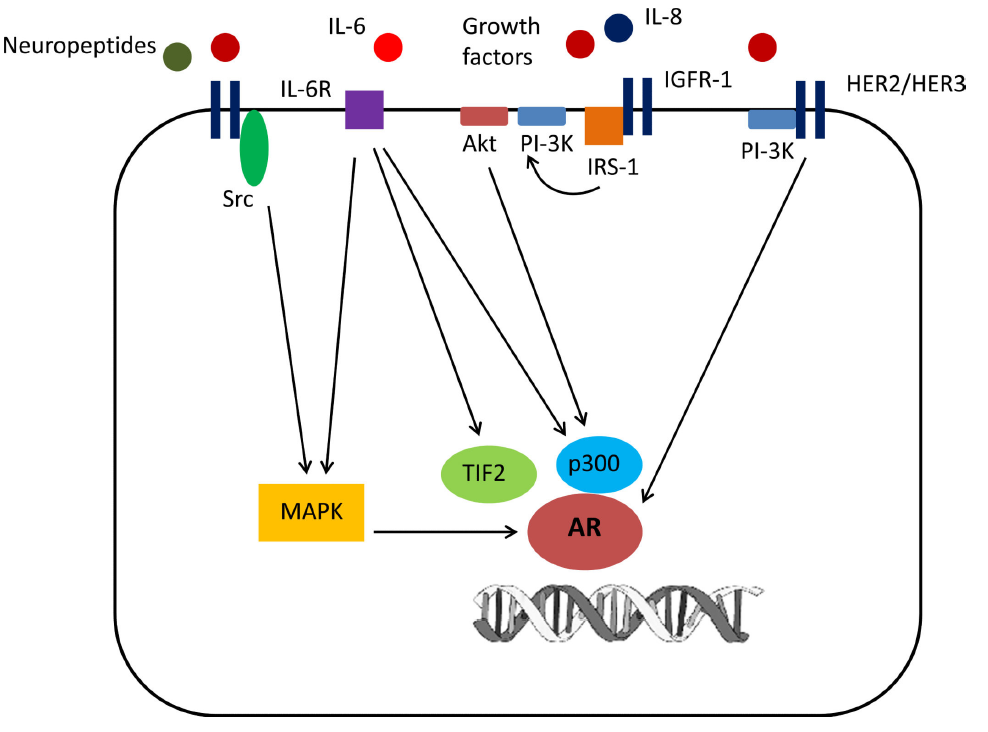 Neuropeptides
IL-6
Growth
factors
IL-8
IL-6R
IGFR-1
HER2/HER3
Src
Akt
PI-3K
IRS-1
PI-3K
TIF2
p300
MAPK
AR